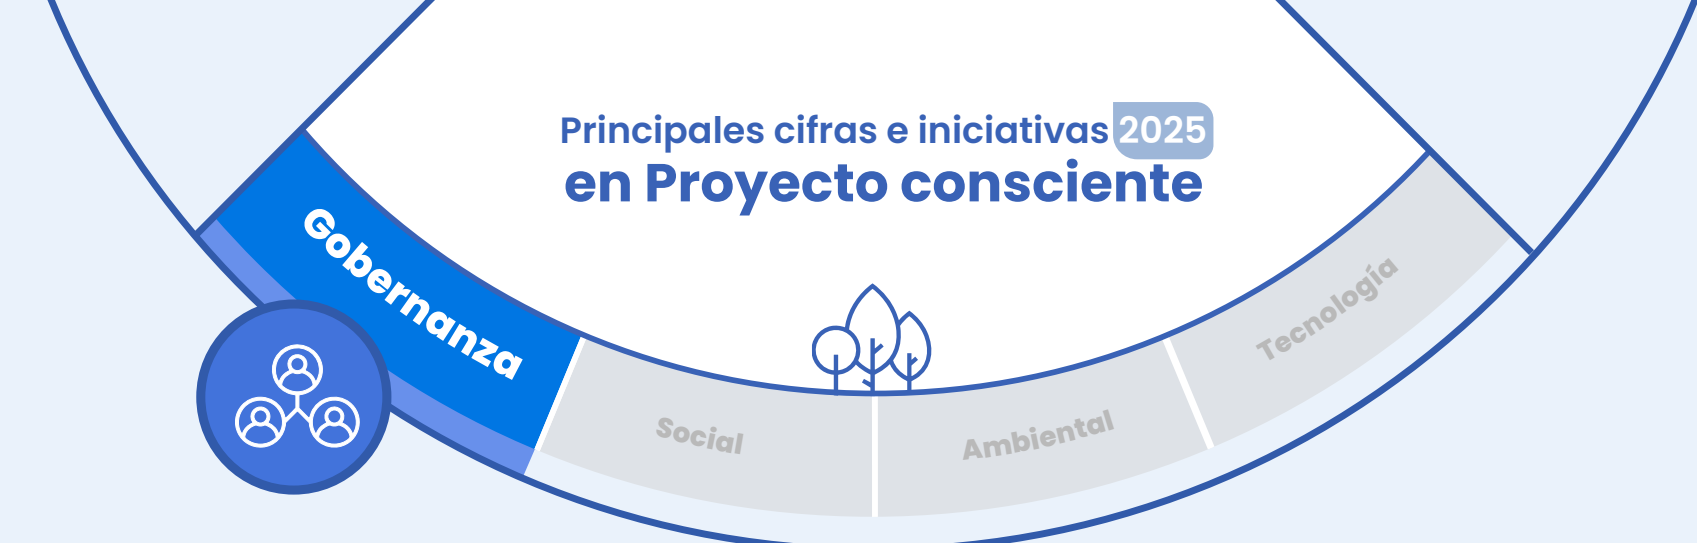 Principales cifras e iniciativas 2025
en Proyecto consciente
Gobernanza
Social
Ambiental
Tecnología